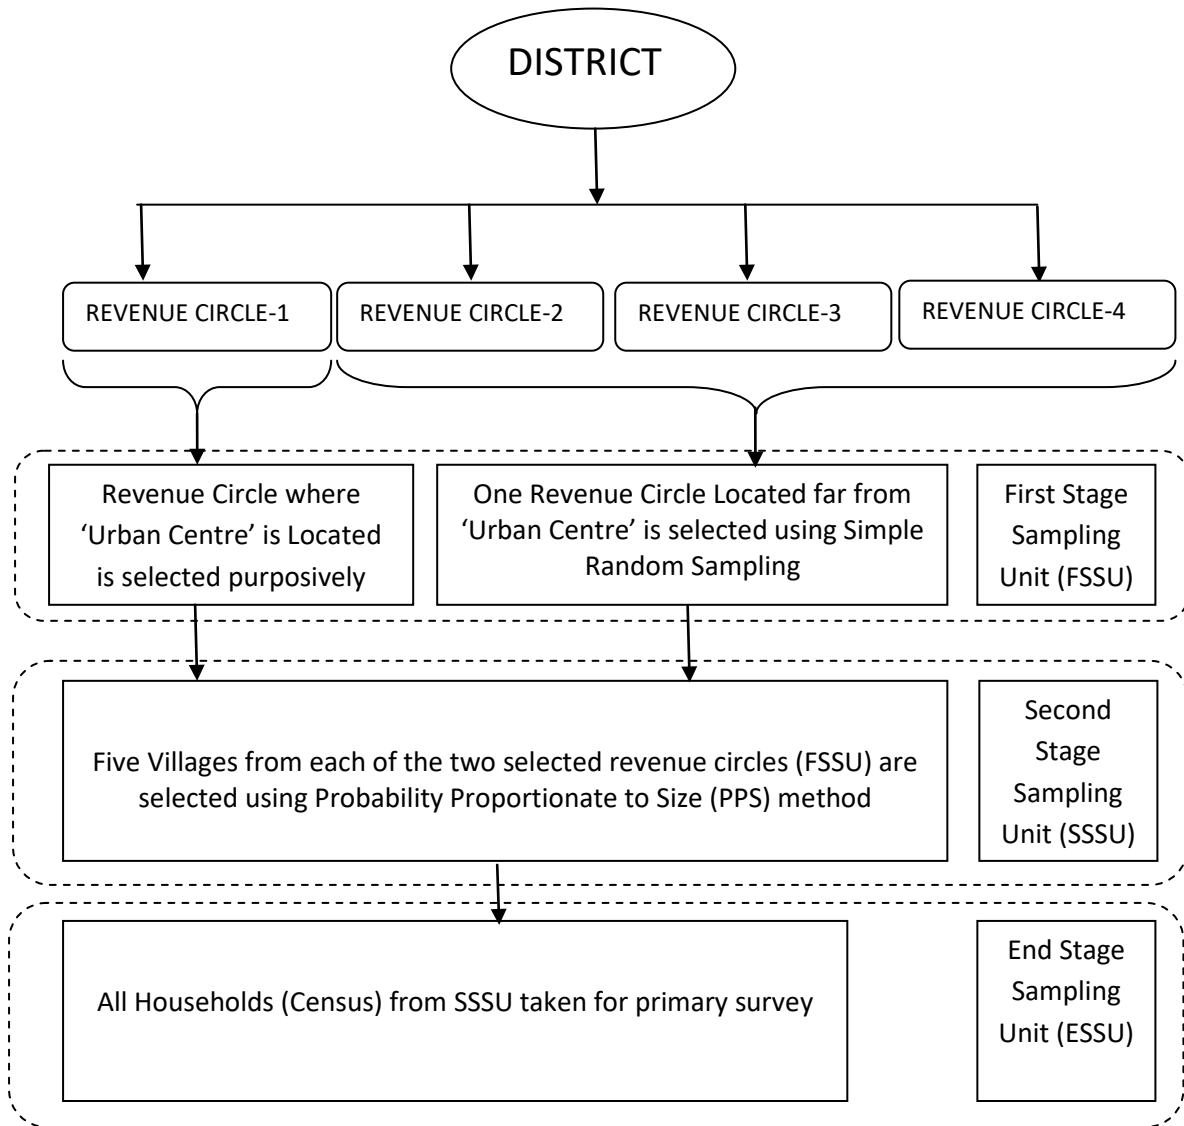 DISTRICT
REVENUE CIRCLE-1
REVENUE CIRCLE-2
REVENUE CIRCLE-3
REVENUE CIRCLE-4
Revenue Circle where
‘Urban Centre’ is Located
is selected purposively
One Revenue Circle Located far from
‘Urban Centre’ is selected using Simple
Random Sampling
First Stage
Sampling
Unit (FSSU)
Five Villages from each of the two selected revenue circles (FSSU) are
selected using Probability Proportionate to Size (PPS) method
Second
Stage
Sampling
Unit (SSSU)
All Households (Census) from SSSU taken for primary survey
End Stage
Sampling
Unit (ESSU)